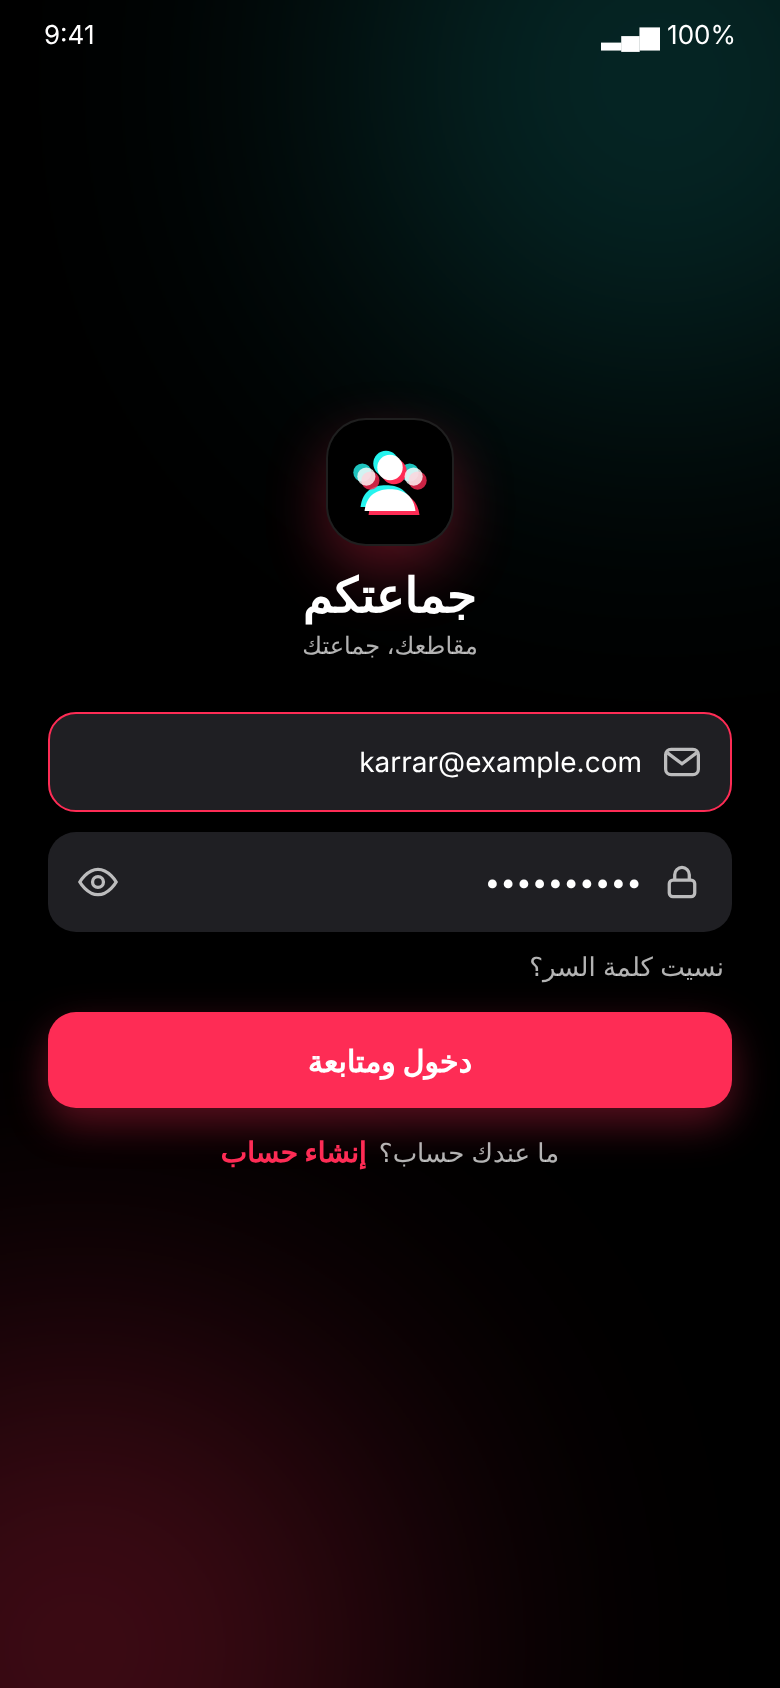 9:41 100%
جماعتكم
مقاطعك، جماعتك
karrar@example.com
••••••••••
نسيت كلمة السر؟
دخول ومتابعة
ما عندك حساب؟ إنشاء حساب